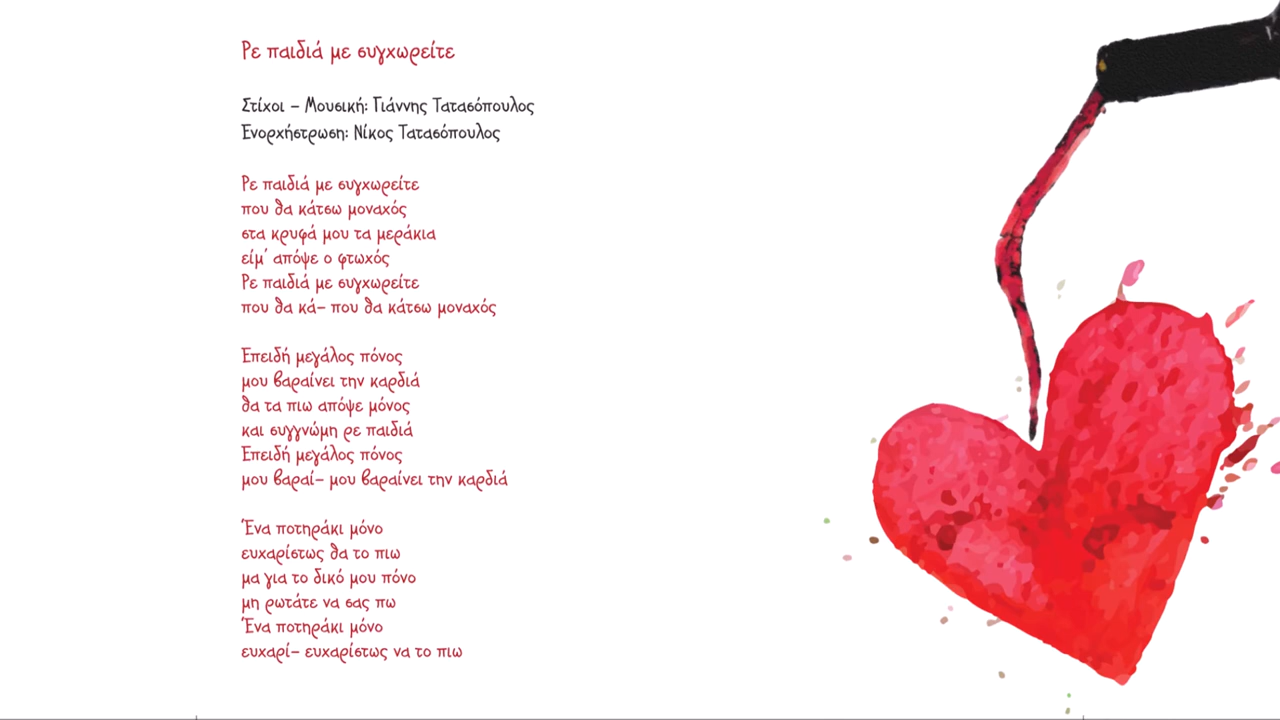 Ρε παιδιά με συγχωρείτε
Στίχοι – Μουσική: Γιάννης Τατασόπουλος
Ενορχήστρωση: Νίκος Τατασόπουλος
Ρε παιδιά με συγχωρείτε
που θα κάτσω μοναχός
στα κρυφά μου τα μεράκια
είμ’ απόψε ο φτωχός
Ρε παιδιά με συγχωρείτε
που θα κά– που θα κάτσω μοναχός
Επειδή μεγάλος πόνος
μου βαραίνει την καρδιά
θα τα πιω απόψε μόνος
και συγγνώμη ρε παιδιά
Επειδή μεγάλος πόνος
μου βαραί– μου βαραίνει την καρδιά
Ένα ποτηράκι μόνο
ευχαρίστως θα το πιω
μα για το δικό μου πόνο
μη ρωτάτε να σας πω
Ένα ποτηράκι μόνο
ευχαρί– ευχαρίστως να το πιω